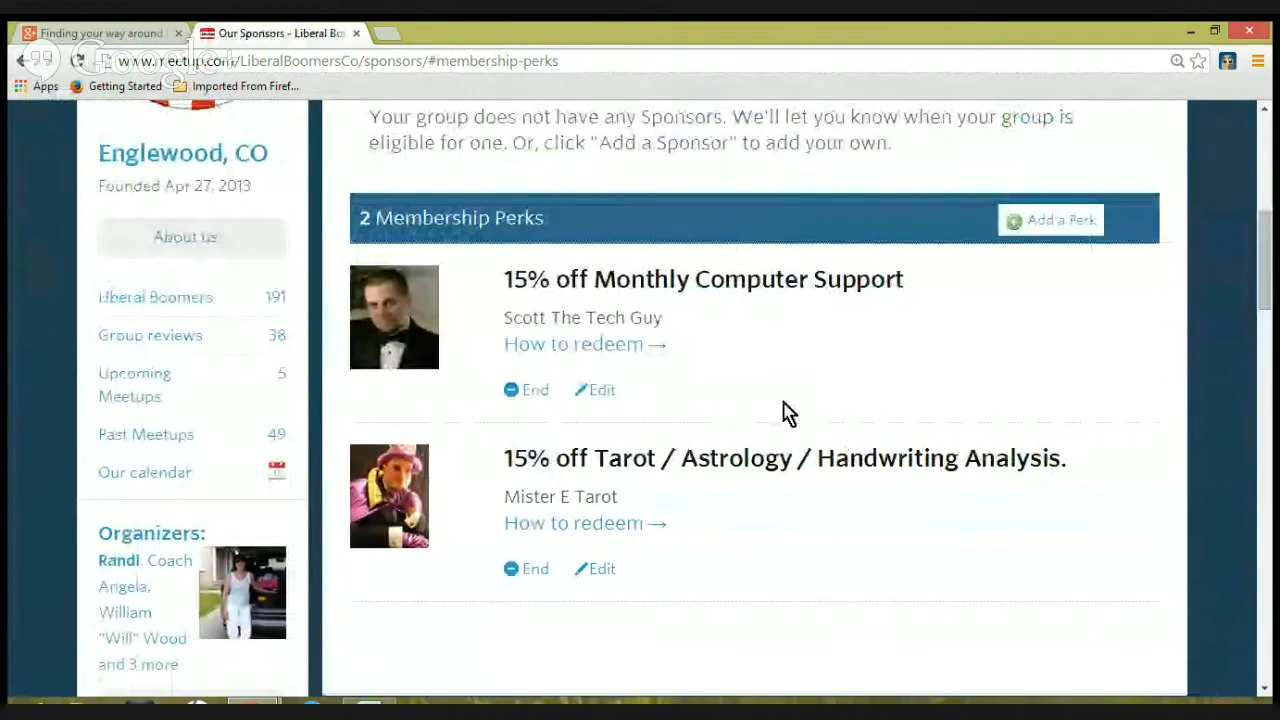 Finding your way around
Our Sponsors - Liberal Bo
Google+
www.meetup.com/LiberalBoomersCo/sponsors/#membership-perks
Apps
Getting Started
Imported From Firef...
Englewood, CO
Founded Apr 27, 2013
About us
Liberal Boomers 191
Group reviews 38
Upcoming 5
Meetups
Past Meetups 49
Our calendar
Organizers:
Randi, Coach
Angela,
William
"Will" Wood
and 3 more
Your group does not have any Sponsors. We'll let you know when your group is
eligible for one. Or, click "Add a Sponsor" to add your own.
2 Membership Perks
Add a Perk
15% off Monthly Computer Support
Scott The Tech Guy
How to redeem →
End Edit
15% off Tarot / Astrology / Handwriting Analysis.
Mister E Tarot
How to redeem →
End Edit